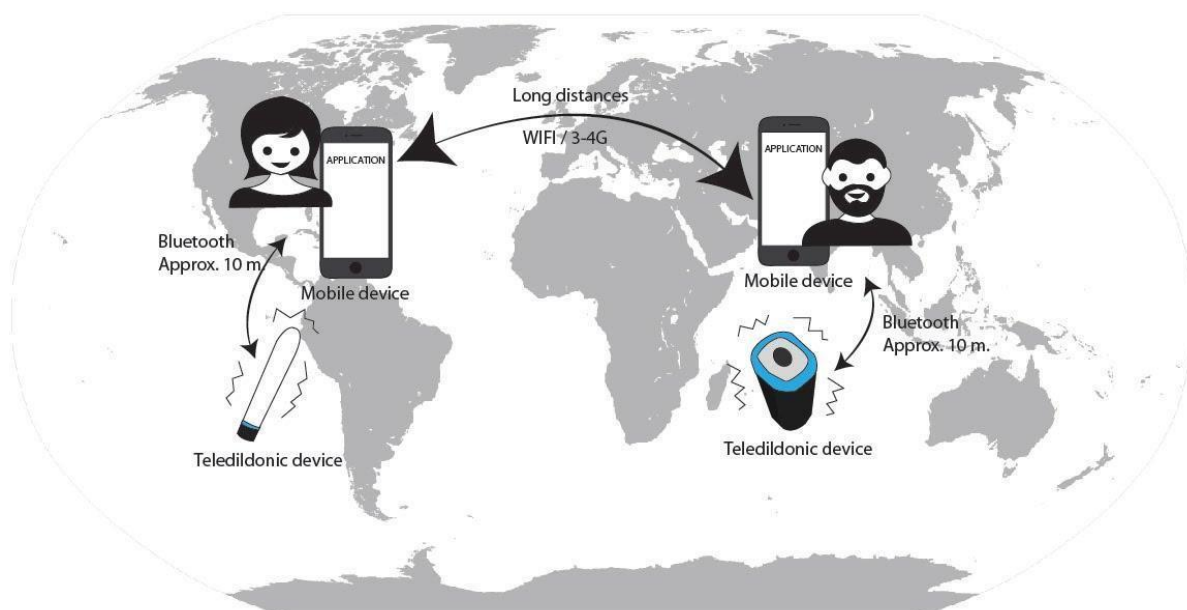 Long distances
WIFI / 3-4G
APPLICATION
APPLICATION
Bluetooth
Approx. 10 m.
Mobile device
Mobile device
Bluetooth
Approx. 10 m.
Teledildonic device
Teledildonic device